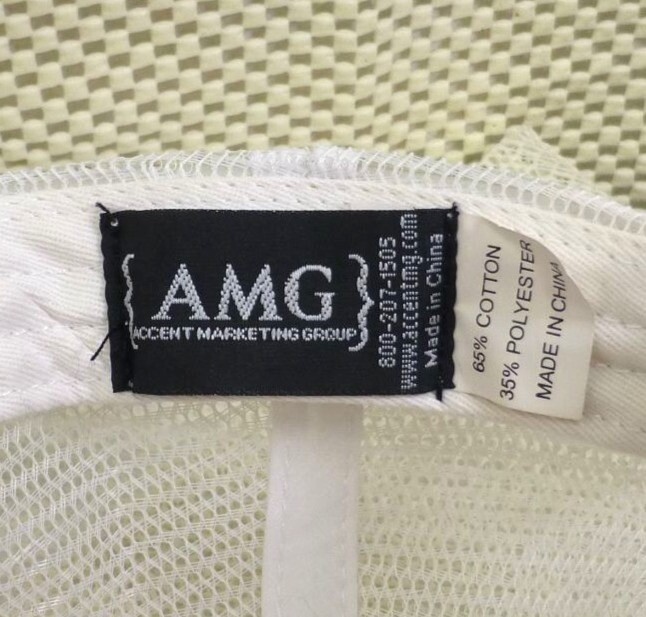 {AMG}
ACCENT MARKETING GROUP
800-207-1505
www.accentmg.com
Made in China
65% COTTON
35% POLYESTER
MADE IN CHINA